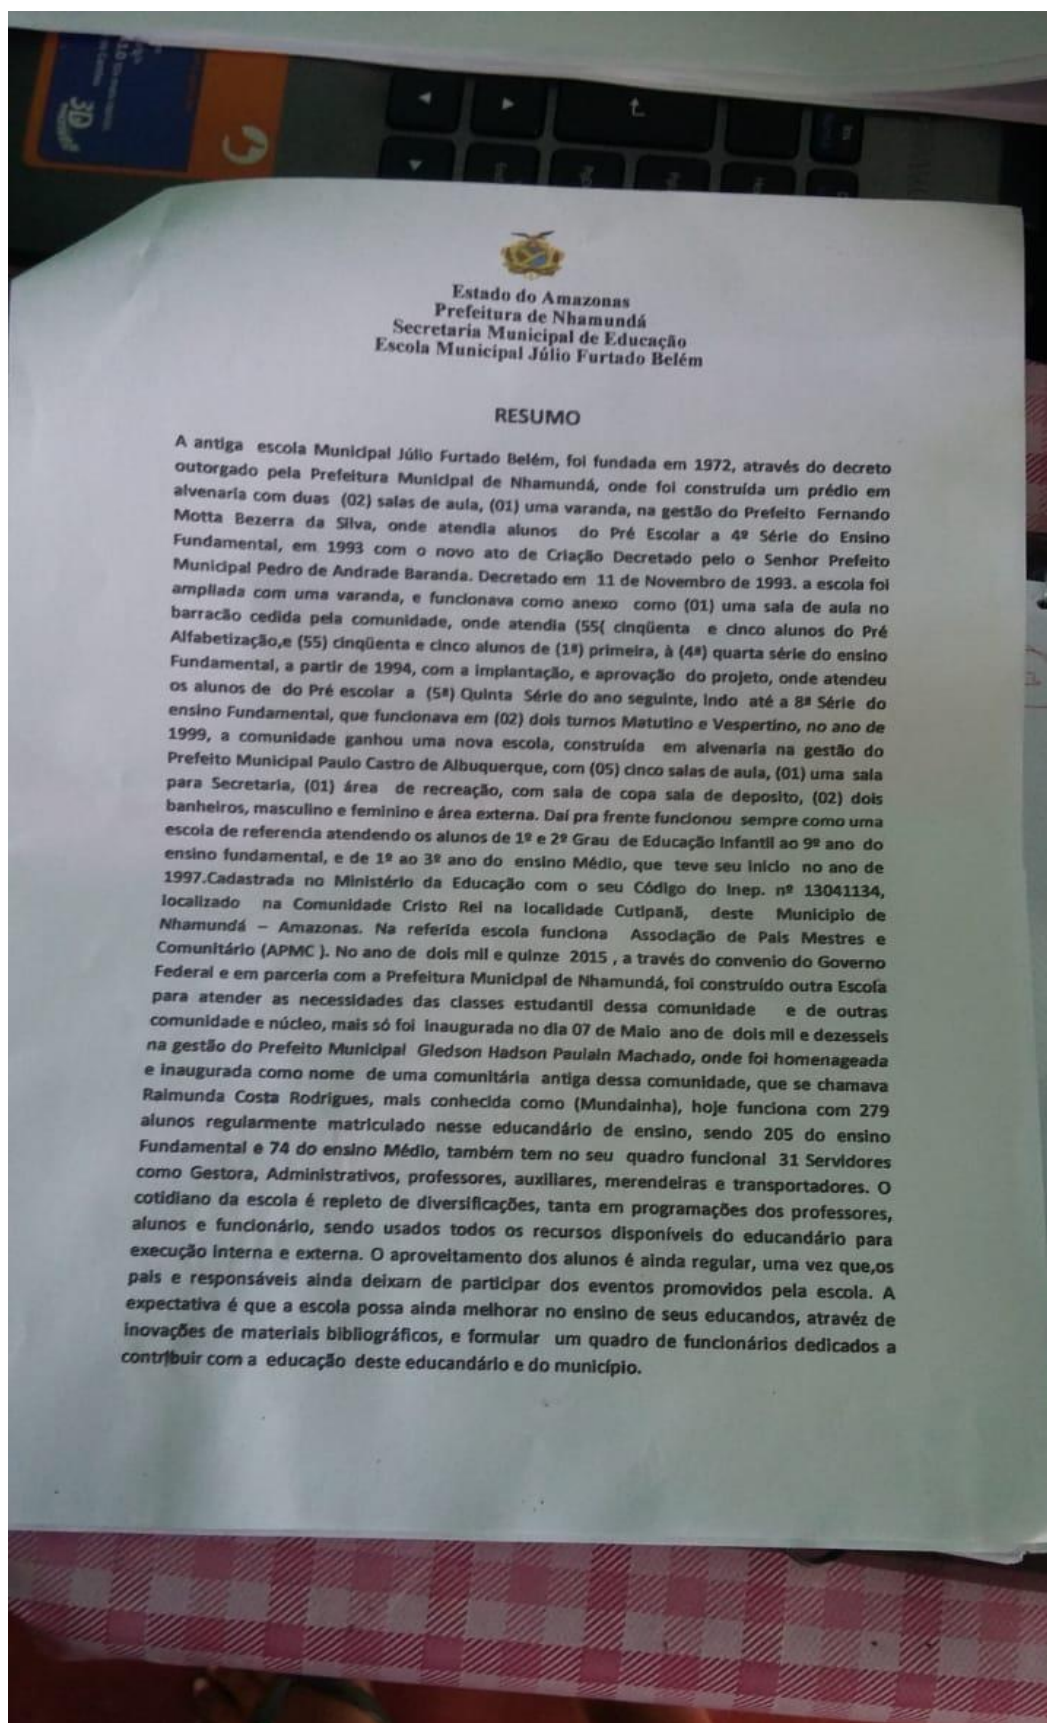 3D
Estado do Amazonas
Prefeitura de Nhamundá
Secretaria Municipal de Educação
Escola Municipal Júlio Furtado Belém
RESUMO
A antiga escola Municipal Júlio Furtado Belém, foi fundada em 1972, através do decreto
outorgado pela Prefeitura Municipal de Nhamundá, onde foi construída um prédio em
alvenaria com duas (02) salas de aula, (01) uma varanda, na gestão do Prefeito Fernando
Motta Bezerra da Silva, onde atendia alunos do Pré Escolar a 4ª Série do Ensino
Fundamental, em 1993 com o novo ato de Criação Decretado pelo o Senhor Prefeito
Municipal Pedro de Andrade Baranda. Decretado em 11 de Novembro de 1993. a escola foi
ampliada com uma varanda, e funcionava como anexo como (01) uma sala de aula no
barracão cedida pela comunidade, onde atendia (55( cinqüenta e cinco alunos do Pré
Alfabetização,e (55) cinqüenta e cinco alunos de (1ª) primeira, à (4ª) quarta série do ensino
Fundamental, a partir de 1994, com a implantação, e aprovação do projeto, onde atendeu
os alunos de do Pré escolar a (5ª) Quinta Série do ano seguinte, indo até a 8ª Série do
ensino Fundamental, que funcionava em (02) dois turnos Matutino e Vespertino, no ano de
1999, a comunidade ganhou uma nova escola, construída em alvenaria na gestão do
Prefeito Municipal Paulo Castro de Albuquerque, com (05) cinco salas de aula, (01) uma sala
para Secretaria, (01) área de recreação, com sala de copa sala de deposito, (02) dois
banheiros, masculino e feminino e área externa. Daí pra frente funcionou sempre como uma
escola de referencia atendendo os alunos de 1º e 2º Grau de Educação Infantil ao 9º ano do
ensino fundamental, e de 1º ao 3º ano do ensino Médio, que teve seu inicio no ano de
1997.Cadastrada no Ministério da Educação com o seu Código do Inep. nº 13041134,
localizado na Comunidade Cristo Rei na localidade Cutipanã, deste Municipio de
Nhamundá – Amazonas. Na referida escola funciona Associação de Pais Mestres e
Comunitário (APMC ). No ano de dois mil e quinze 2015 , a través do convenio do Governo
Federal e em parceria com a Prefeitura Municipal de Nhamundá, foi construído outra Escola
para atender as necessidades das classes estudantil dessa comunidade e de outras
comunidade e núcleo, mais só foi inaugurada no dia 07 de Maio ano de dois mil e dezesseis
na gestão do Prefeito Municipal Gledson Hadson Paulain Machado, onde foi homenageada
e inaugurada como nome de uma comunitária antiga dessa comunidade, que se chamava
Raimunda Costa Rodrigues, mais conhecida como (Mundainha), hoje funciona com 279
alunos regularmente matriculado nesse educandário de ensino, sendo 205 do ensino
Fundamental e 74 do ensino Médio, também tem no seu quadro funcional 31 Servidores
como Gestora, Administrativos, professores, auxiliares, merendeiras e transportadores. O
cotidiano da escola é repleto de diversificações, tanta em programações dos professores,
alunos e funcionário, sendo usados todos os recursos disponíveis do educandário para
execução interna e externa. O aproveitamento dos alunos é ainda regular, uma vez que,os
pais e responsáveis ainda deixam de participar dos eventos promovidos pela escola. A
expectativa é que a escola possa ainda melhorar no ensino de seus educandos, atravéz de
inovações de materiais bibliográficos, e formular um quadro de funcionários dedicados a
contribuir com a educação deste educandário e do município.